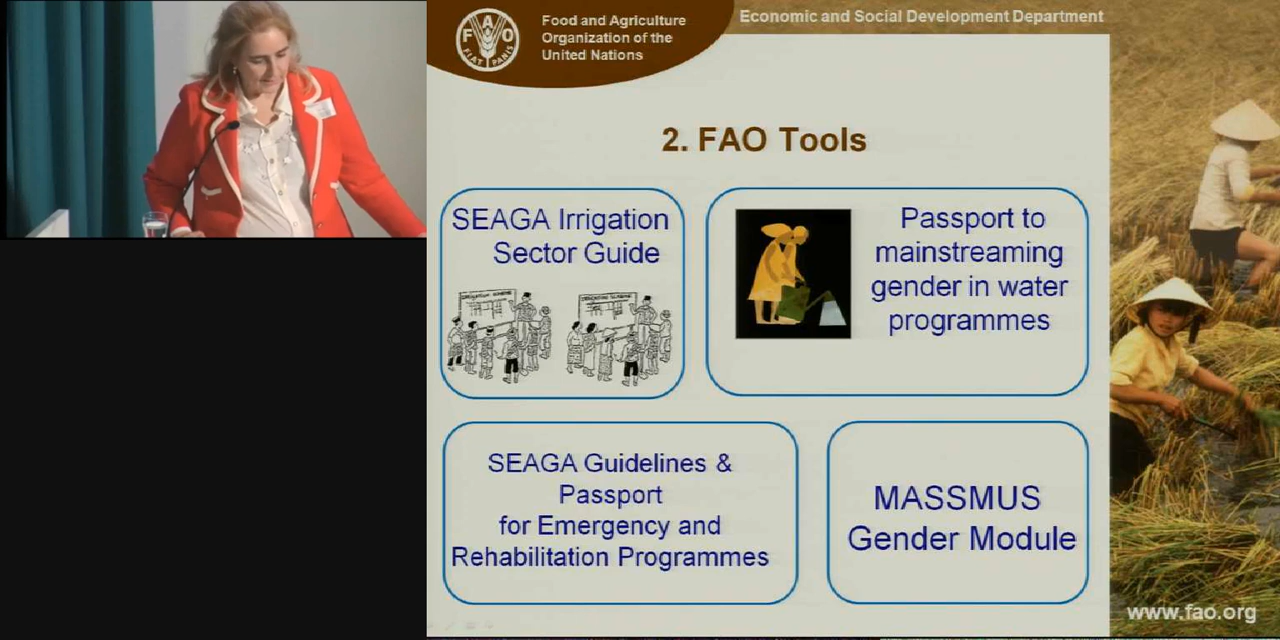 FAO
FIAT PANIS
Food and Agriculture
Organization of the
United Nations
Economic and Social Development Department
2. FAO Tools
SEAGA Irrigation
Sector Guide
Passport to
mainstreaming
gender in water
programmes
SEAGA Guidelines &
Passport
for Emergency and
Rehabilitation Programmes
MASSMUS
Gender Module
www.fao.org